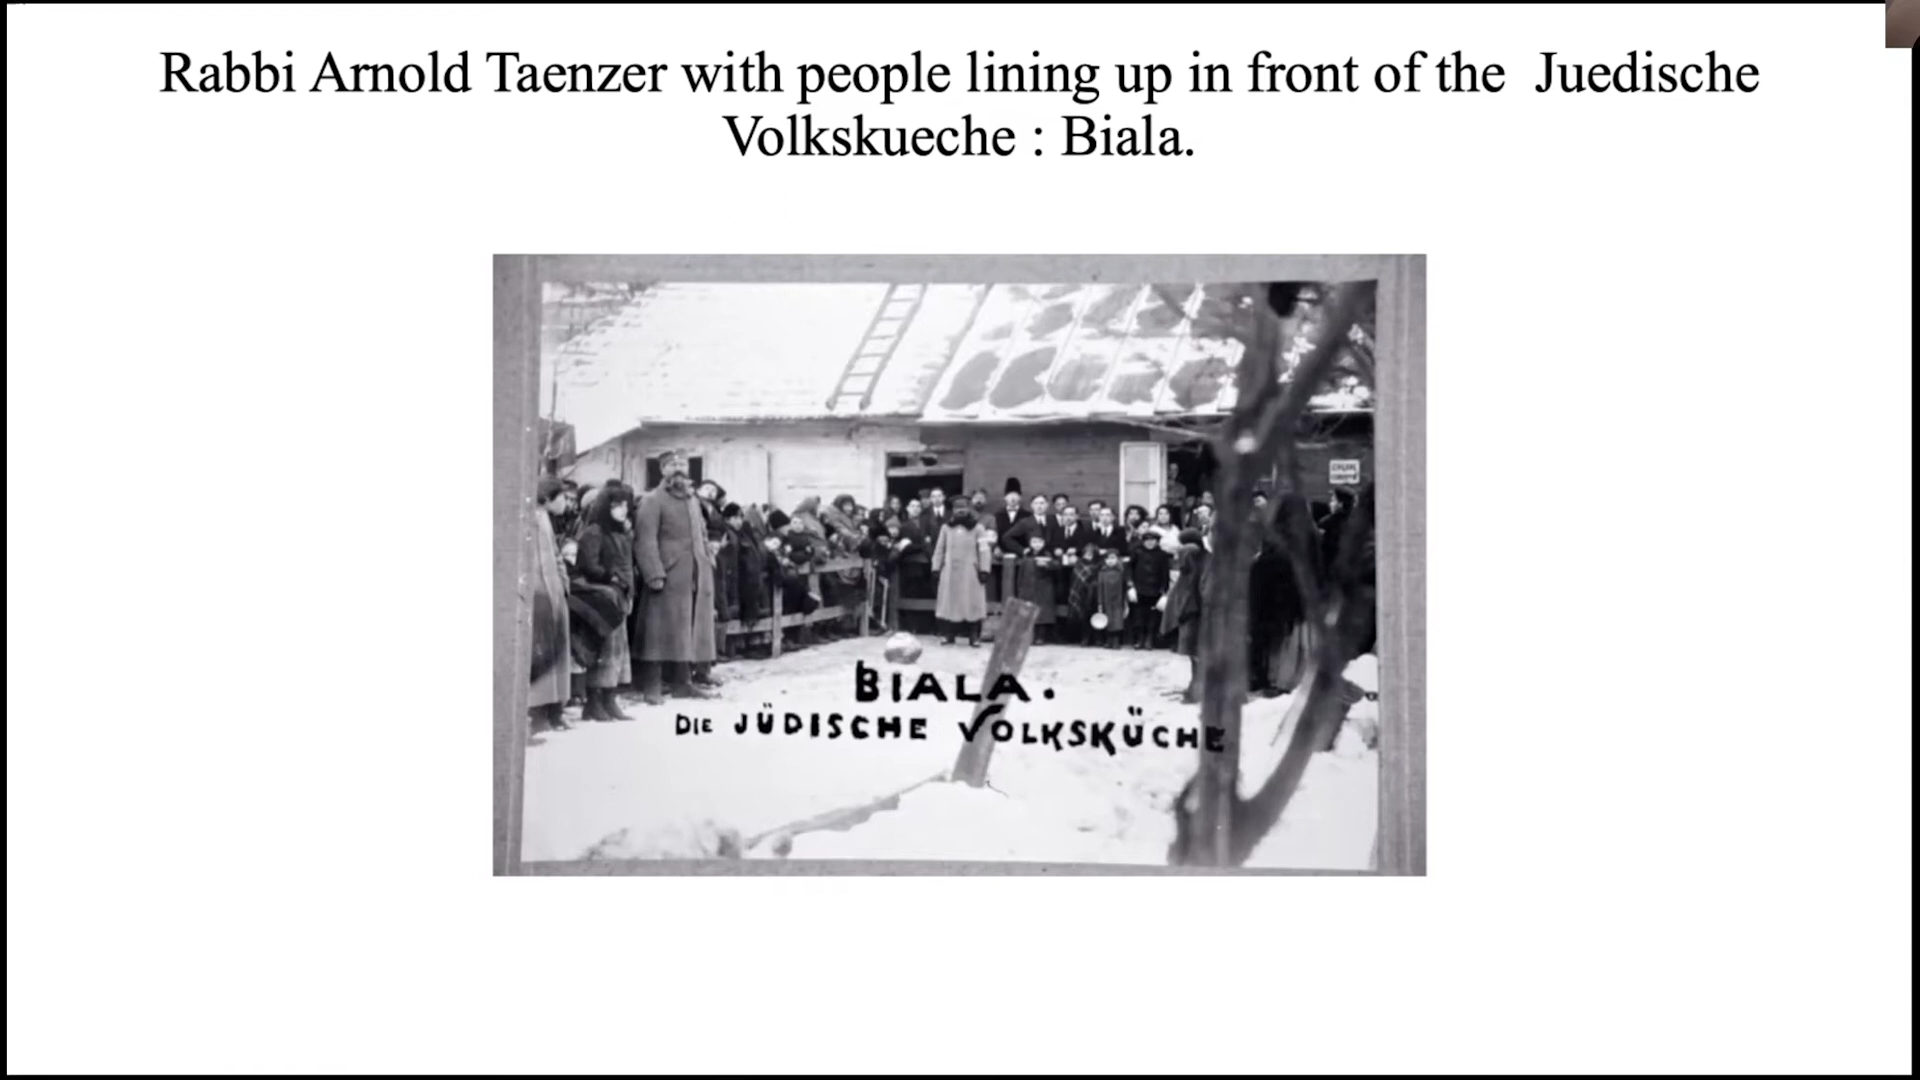 Rabbi Arnold Taenzer with people lining up in front of the  Juedische
Volkskueche : Biala.
BIALA.
DIE JÜDISCHE VOLKSKÜCHE